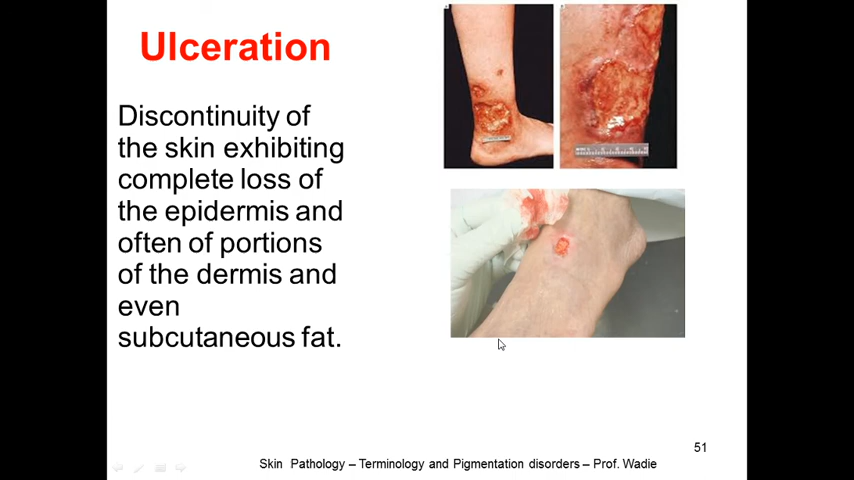 Ulceration
Discontinuity of
the skin exhibiting
complete loss of
the epidermis and
often of portions
of the dermis and
even
subcutaneous fat.
51
Skin Pathology – Terminology and Pigmentation disorders – Prof. Wadie